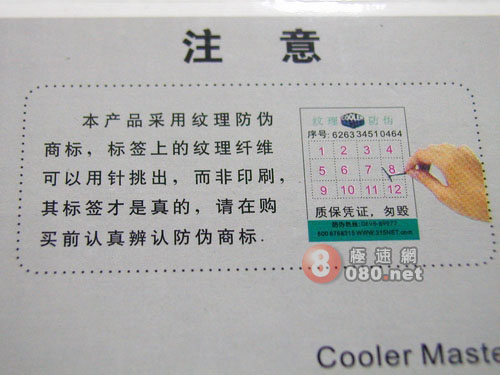 注 意
本产品采用纹理防伪
商标，标签上的纹理纤维
可以用针挑出，而非印刷，
其标签才是真的，请在购
买前认真辨认防伪商标.
纹理 防伪
序号: 6263 3451 0464
1 2 3 4
5 6 7 8
9 10 11 12
质保凭证，匆毁
8 極速網
080.net
Cooler Maste